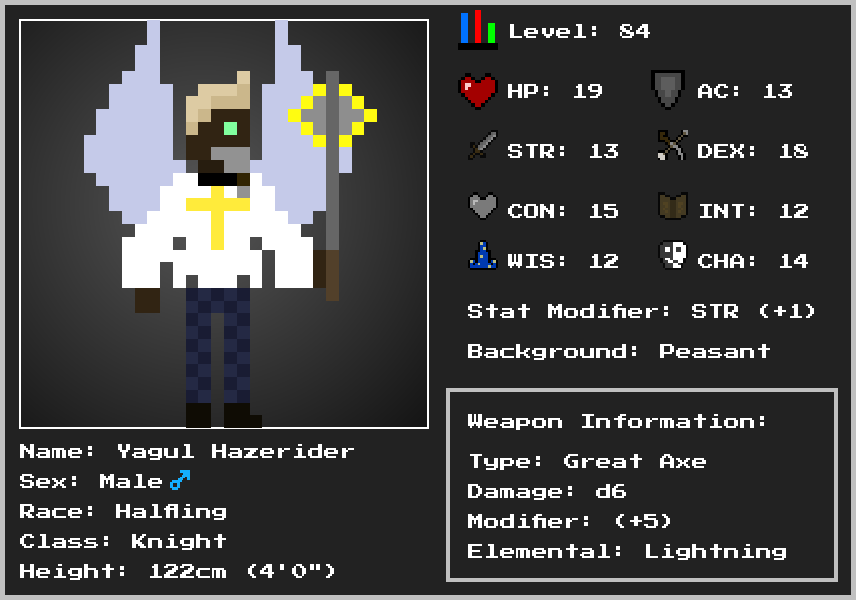 Level: 84
HP: 19
AC: 13
STR: 13
DEX: 18
CON: 15
INT: 12
WIS: 12
CHA: 14
Stat Modifier: STR (+1)
Background: Peasant
Name: Yagul Hazerider
Sex: Male♂
Race: Halfling
Class: Knight
Height: 122cm (4'0")
Weapon Information:
Type: Great Axe
Damage: d6
Modifier: (+5)
Elemental: Lightning